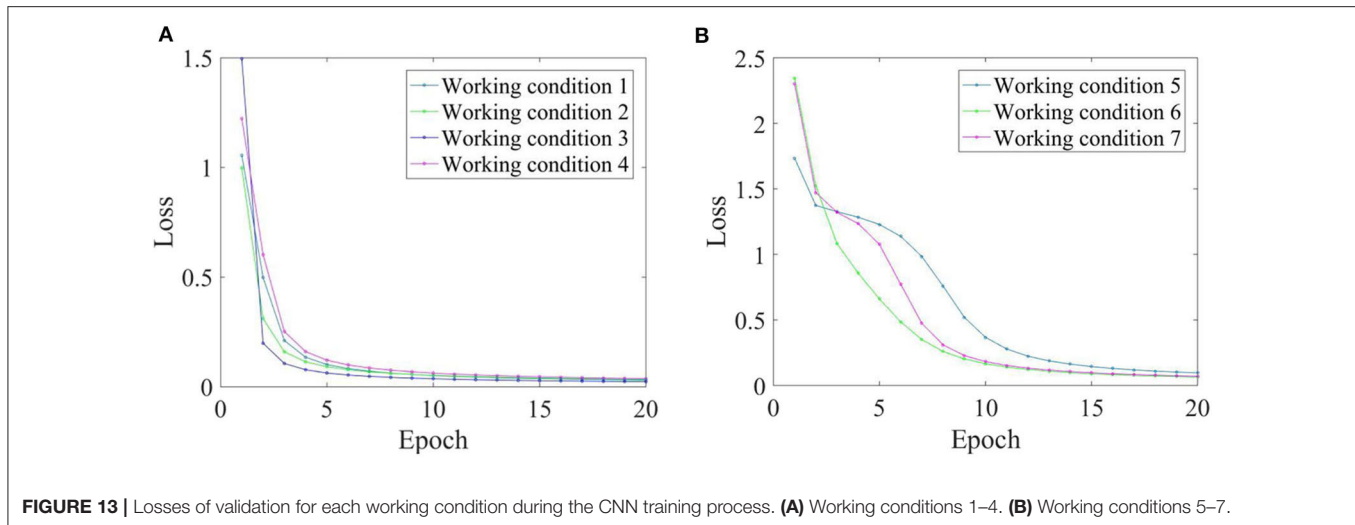 A
1.5
1
0.5
0
Loss
0 5 10 15 20
Epoch
Working condition 1
Working condition 2
Working condition 3
Working condition 4
B
2.5
2
1.5
1
0.5
0
Loss
0 5 10 15 20
Epoch
Working condition 5
Working condition 6
Working condition 7
FIGURE 13 | Losses of validation for each working condition during the CNN training process. (A) Working conditions 1–4. (B) Working conditions 5–7.